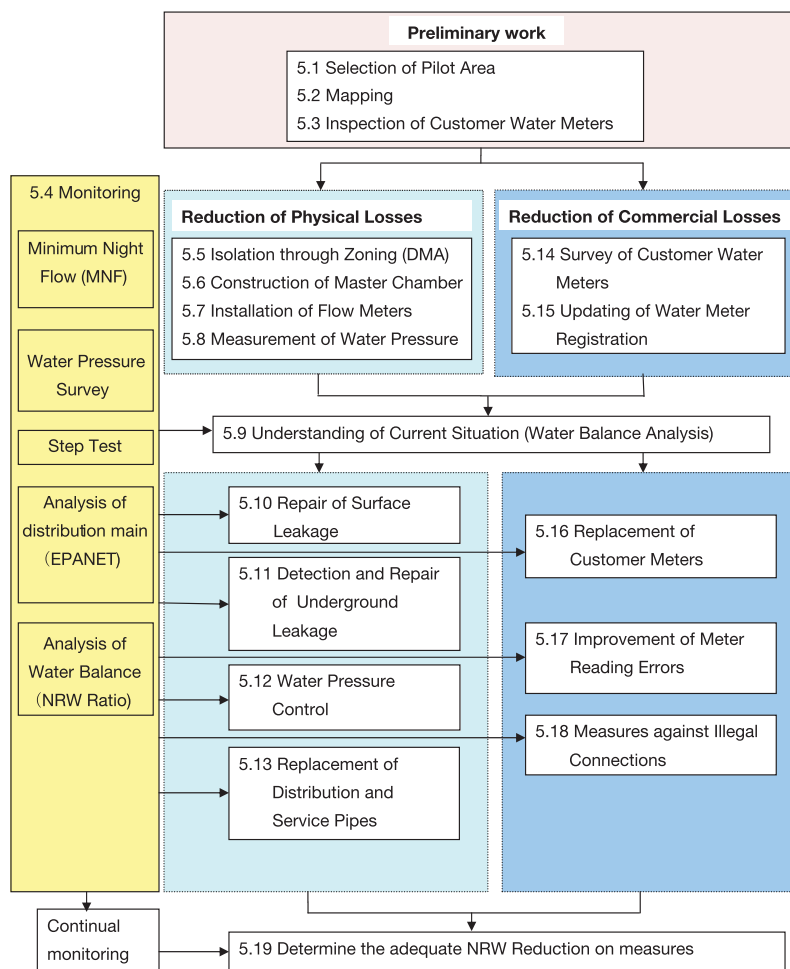 Preliminary work
5.1 Selection of Pilot Area
5.2 Mapping
5.3 Inspection of Customer Water Meters
5.4 Monitoring
Minimum Night
Flow (MNF)
Water Pressure
Survey
Step Test
Analysis of
distribution main
(EPANET)
Analysis of
Water Balance
(NRW Ratio)
Continual
monitoring
Reduction of Physical Losses
5.5 Isolation through Zoning (DMA)
5.6 Construction of Master Chamber
5.7 Installation of Flow Meters
5.8 Measurement of Water Pressure
Reduction of Commercial Losses
5.14 Survey of Customer Water
Meters
5.15 Updating of Water Meter
Registration
5.9 Understanding of Current Situation (Water Balance Analysis)
5.10 Repair of Surface
Leakage
5.11 Detection and Repair
of Underground
Leakage
5.12 Water Pressure
Control
5.13 Replacement of
Distribution and
Service Pipes
5.16 Replacement of
Customer Meters
5.17 Improvement of Meter
Reading Errors
5.18 Measures against Illegal
Connections
5.19 Determine the adequate NRW Reduction on measures